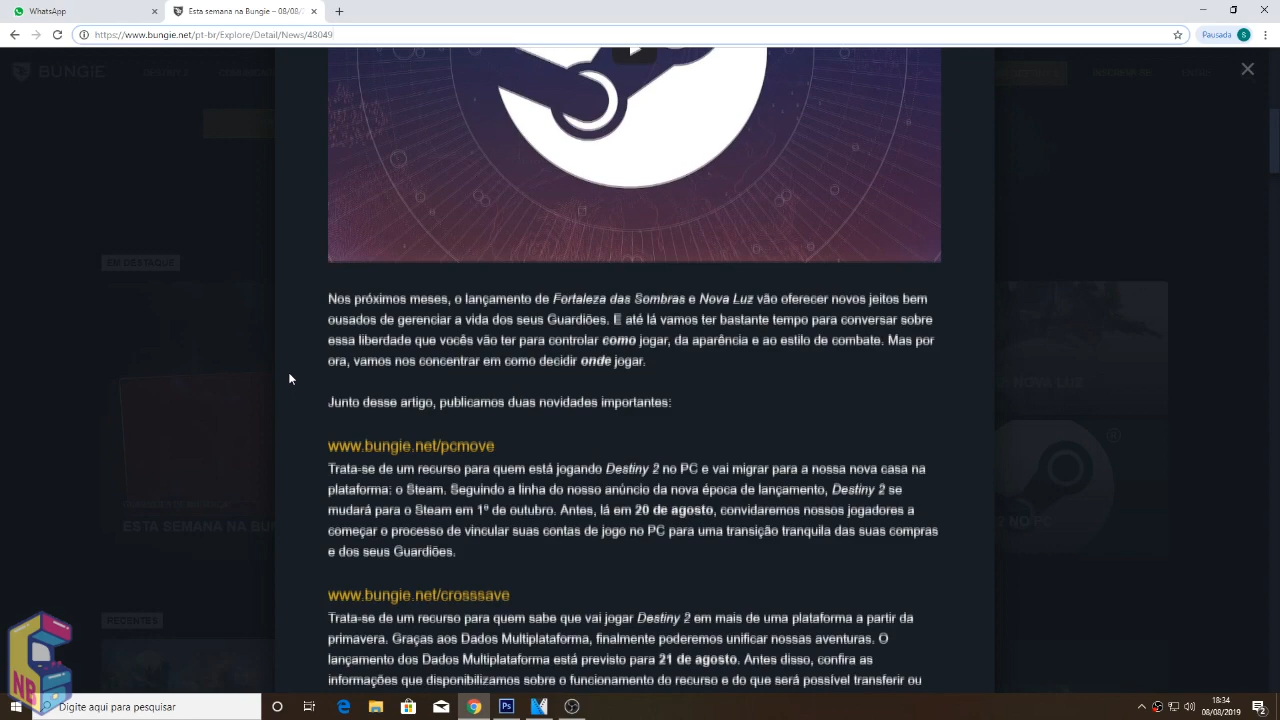 WhatsApp
Esta semana na Bungie – 08/08/
https://www.bungie.net/pt-br/Explore/Detail/News/48049
Pausada
S
BUNGIE
EM DESTAQUE
Nos próximos meses, o lançamento de Fortaleza das Sombras e Nova Luz vão oferecer novos jeitos bem
ousados de gerenciar a vida dos seus Guardiões. E até lá vamos ter bastante tempo para conversar sobre
essa liberdade que vocês vão ter para controlar como jogar, da aparência e ao estilo de combate. Mas por
ora, vamos nos concentrar em como decidir onde jogar.
Junto desse artigo, publicamos duas novidades importantes:
www.bungie.net/pcmove
Trata-se de um recurso para quem está jogando Destiny 2 no PC e vai migrar para a nossa nova casa na
plataforma: o Steam. Seguindo a linha do nosso anúncio da nova época de lançamento, Destiny 2 se
mudará para o Steam em 1º de outubro. Antes, lá em 20 de agosto, convidaremos nossos jogadores a
começar o processo de vincular suas contas de jogo no PC para uma transição tranquila das suas compras
e dos seus Guardiões.
www.bungie.net/crosssave
Trata-se de um recurso para quem sabe que vai jogar Destiny 2 em mais de uma plataforma a partir da
primavera. Graças aos Dados Multiplataforma, finalmente poderemos unificar nossas aventuras. O
lançamento dos Dados Multiplataforma está previsto para 21 de agosto. Antes disso, confira as
informações que disponibilizamos sobre o funcionamento do recurso e do que será possível transferir ou
2: NOVA LUZ
ESTA SEMANA NA BUN
? NO PC
RECENTES
NB
Digite aqui para pesquisar
18:34
08/08/2019
2